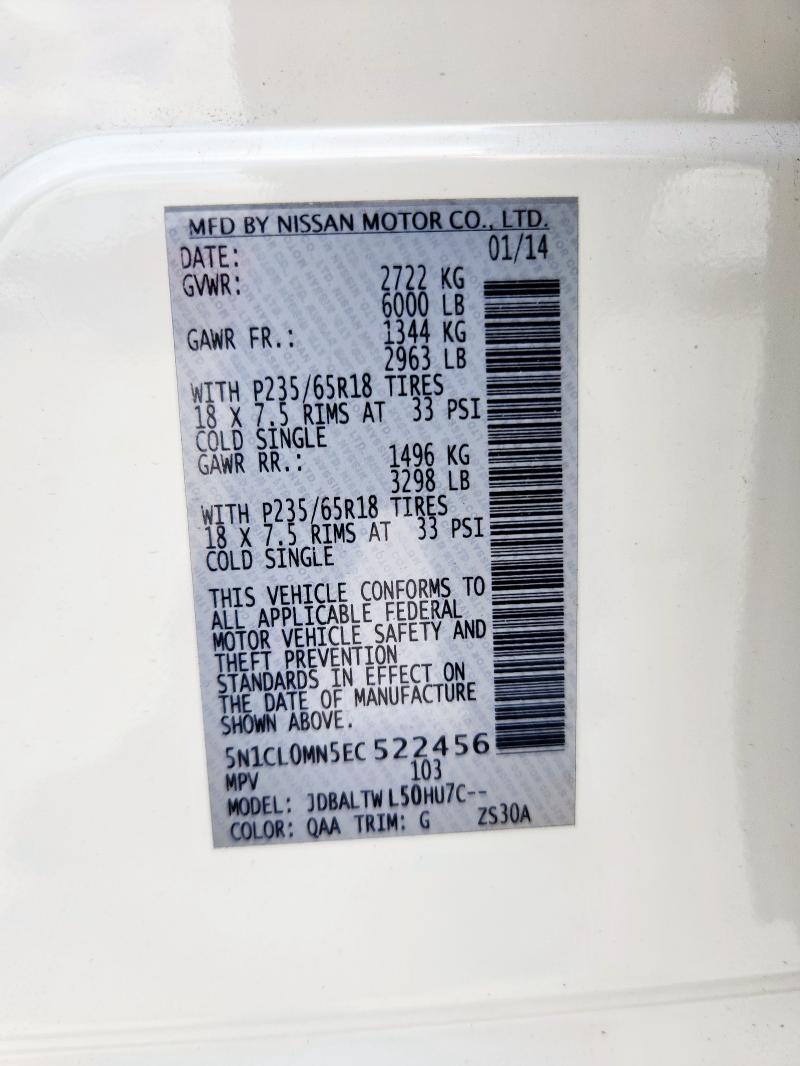 MFD BY NISSAN MOTOR CO., LTD.
DATE: 01/14
GVWR: 2722 KG
6000 LB
GAWR FR.: 1344 KG
2963 LB
WITH P235/65R18 TIRES
18 X 7.5 RIMS AT 33 PSI
COLD SINGLE
GAWR RR.: 1496 KG
3298 LB
WITH P235/65R18 TIRES
18 X 7.5 RIMS AT 33 PSI
COLD SINGLE
THIS VEHICLE CONFORMS TO
ALL APPLICABLE FEDERAL
MOTOR VEHICLE SAFETY AND
THEFT PREVENTION
STANDARDS IN EFFECT ON
THE DATE OF MANUFACTURE
SHOWN ABOVE.
5N1CL0MN5EC522456
MPV 103
MODEL: JDBALTW L50HU7C--
COLOR: QAA TRIM: G ZS30A